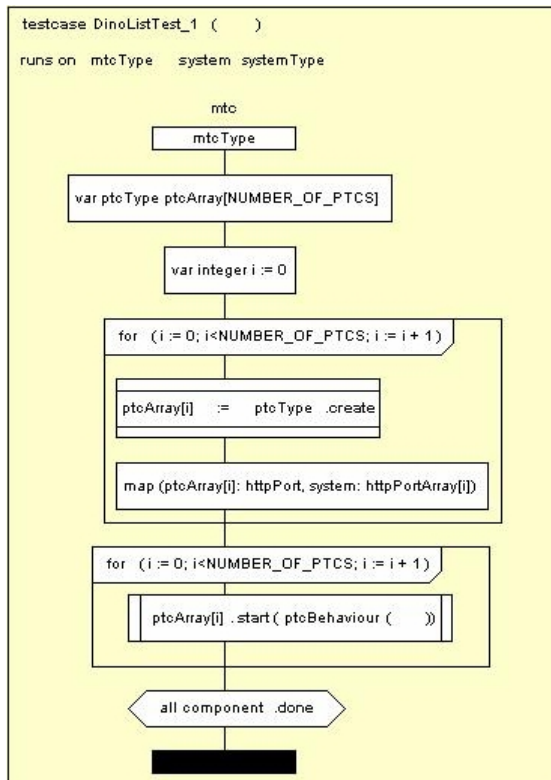 testcase DinoListTest_1 ( )
runs on mtcType system systemType
mtc
mtcType
var ptcType ptcArray[NUMBER_OF_PTCS]
var integer i := 0
for ( i := 0; i<NUMBER_OF_PTCS; i := i + 1 )
ptcArray[i] := ptcType .create
map (ptcArray[i]: httpPort, system: httpPortArray[i])
for ( i := 0; i<NUMBER_OF_PTCS; i := i + 1 )
ptcArray[i] .start ( ptcBehaviour ( ))
all component .done